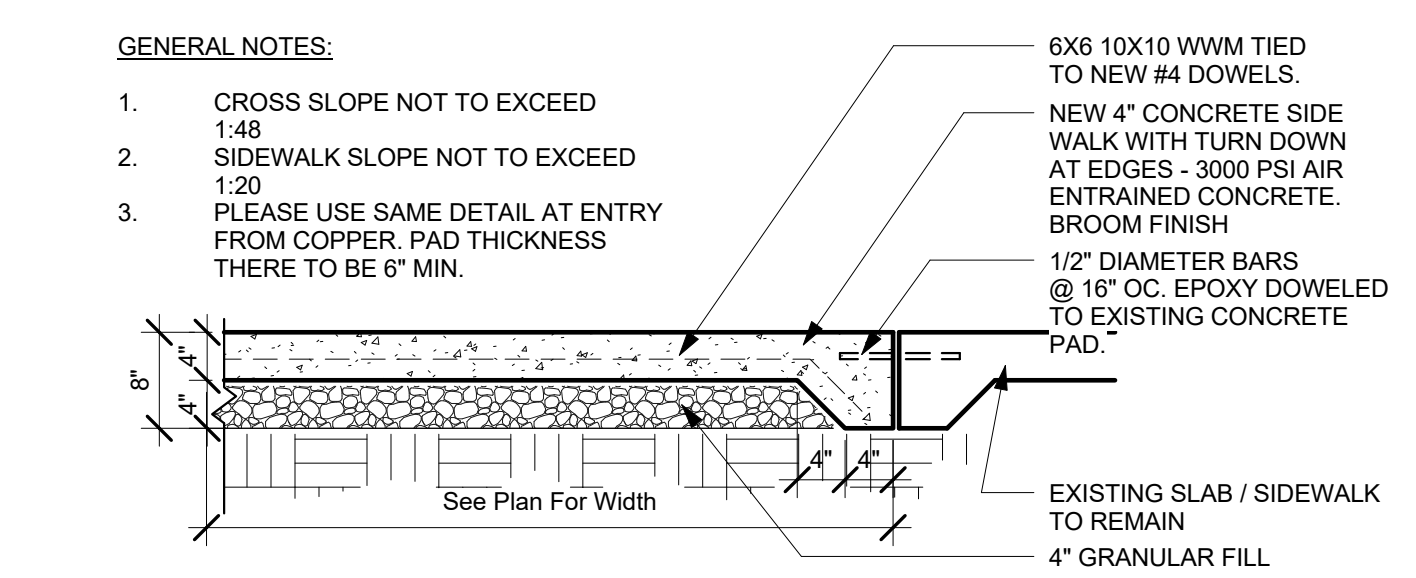 GENERAL NOTES:
1. CROSS SLOPE NOT TO EXCEED
1:48
2. SIDEWALK SLOPE NOT TO EXCEED
1:20
3. PLEASE USE SAME DETAIL AT ENTRY
FROM COPPER. PAD THICKNESS
THERE TO BE 6" MIN.
6X6 10X10 WWM TIED
TO NEW #4 DOWELS.
NEW 4" CONCRETE SIDE
WALK WITH TURN DOWN
AT EDGES - 3000 PSI AIR
ENTRAINED CONCRETE.
BROOM FINISH
1/2" DIAMETER BARS
@ 16" OC. EPOXY DOWELED
TO EXISTING CONCRETE
PAD.
8"
4"
4"
4"
4"
See Plan For Width
EXISTING SLAB / SIDEWALK
TO REMAIN
4" GRANULAR FILL